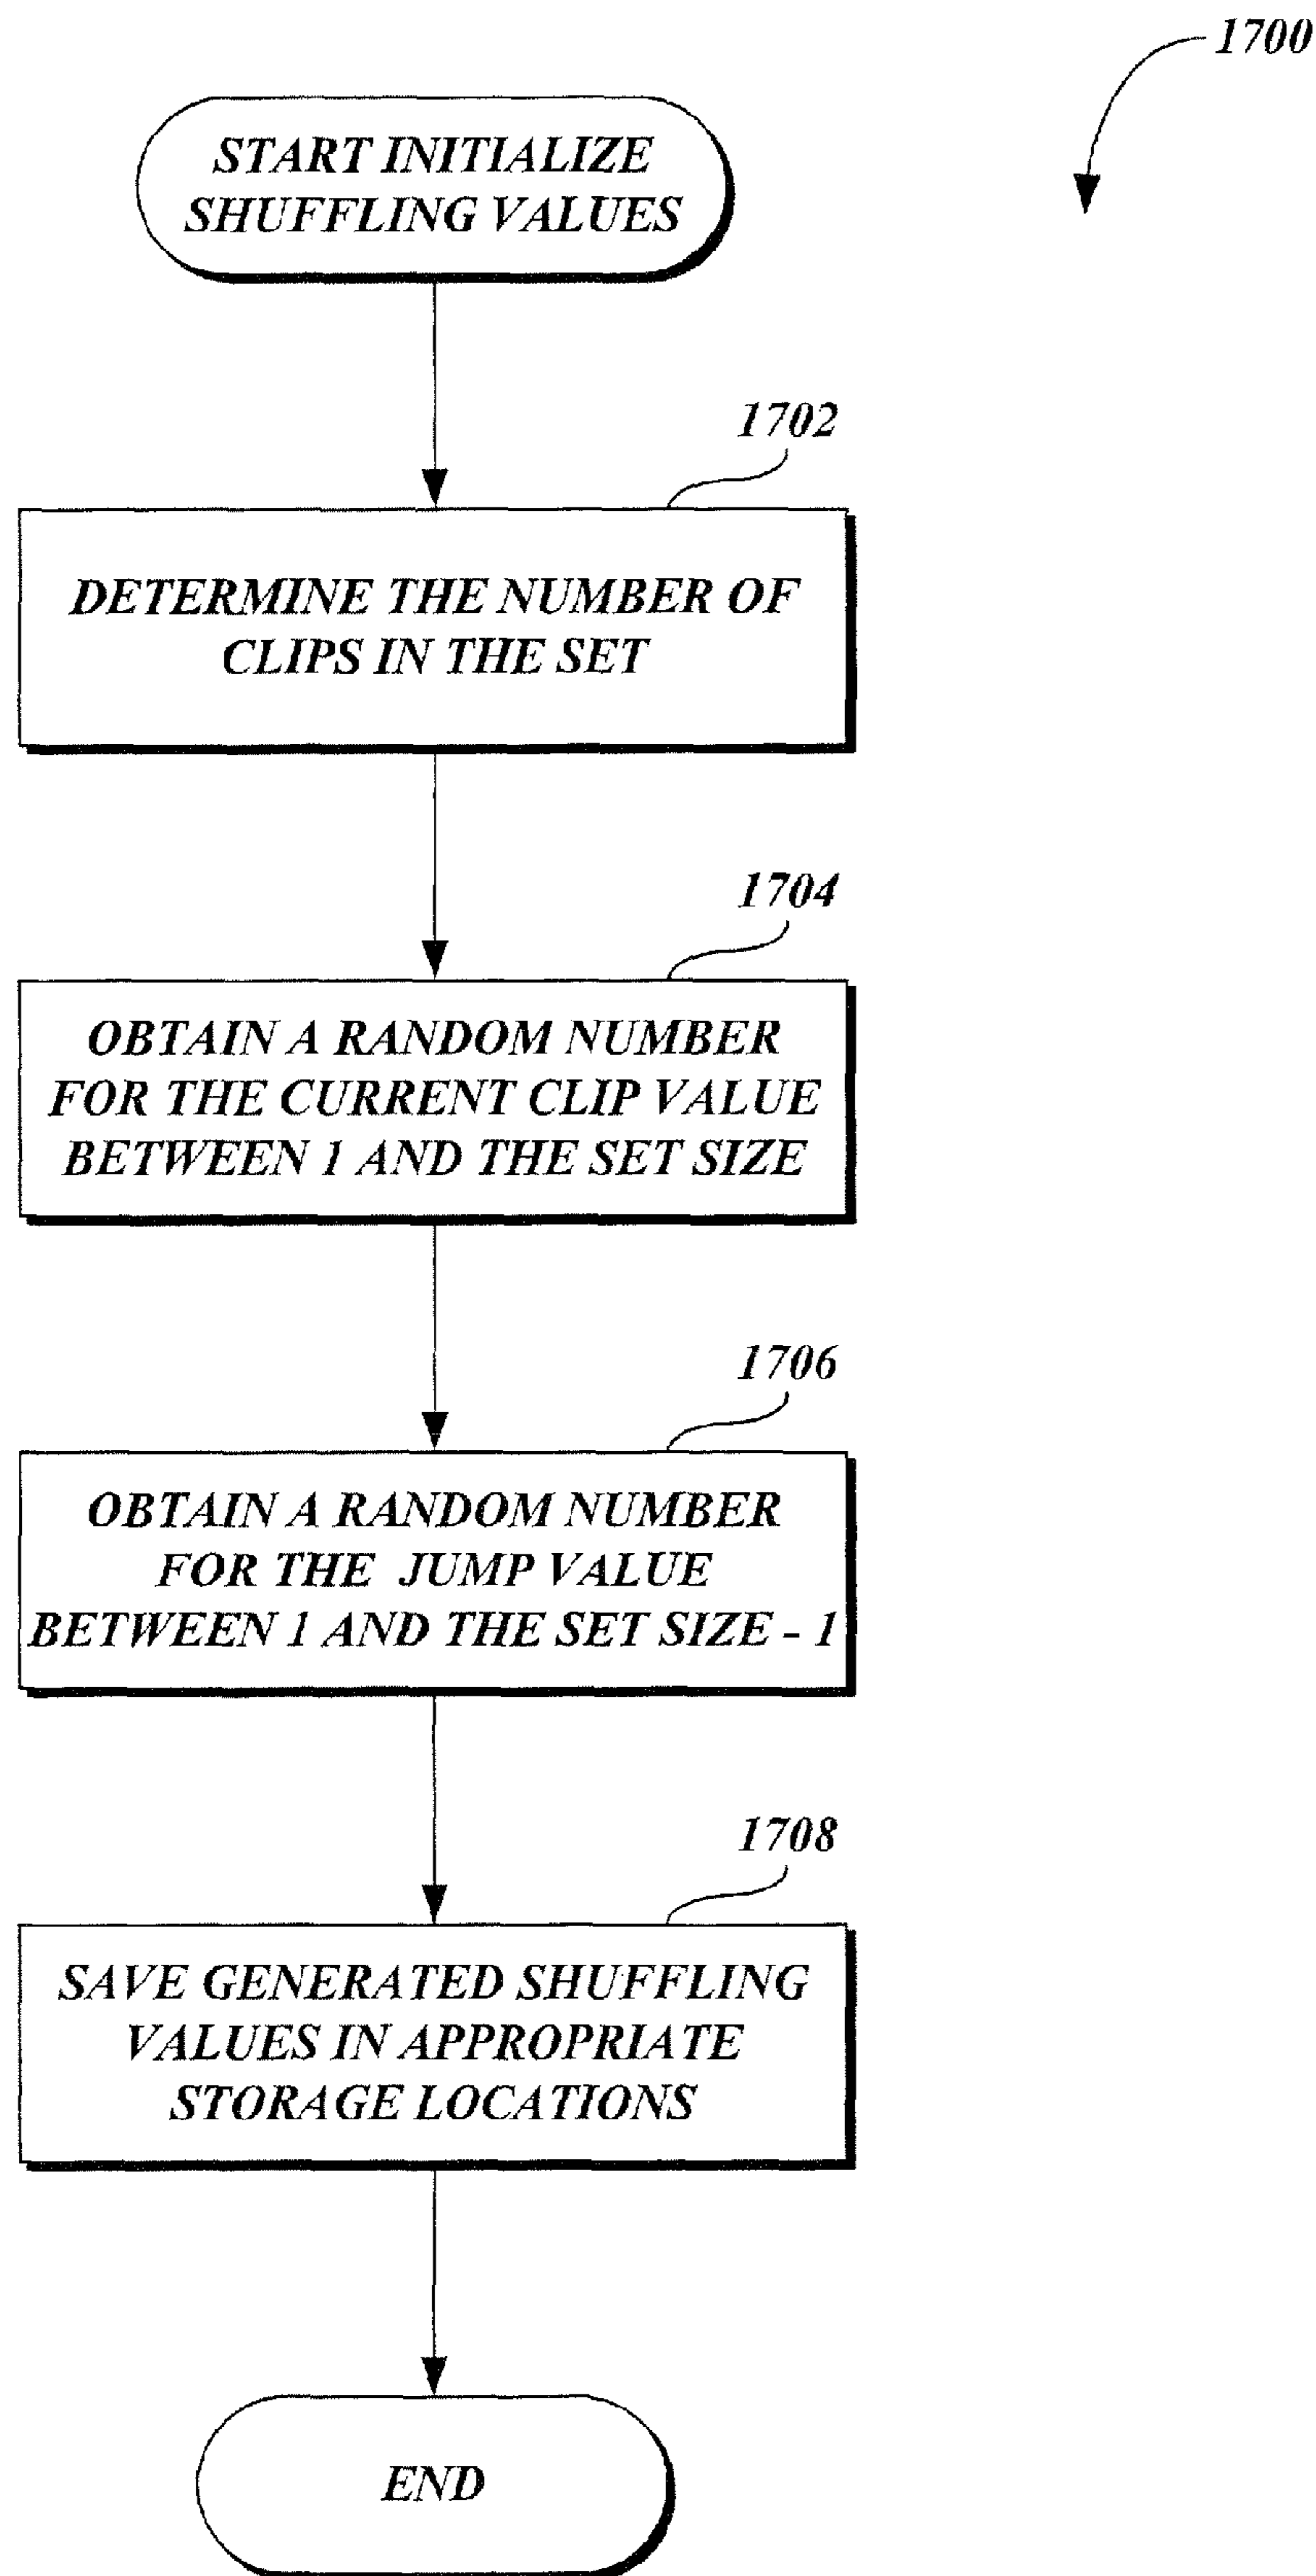 1700
START INITIALIZE
SHUFFLING VALUES
1702
DETERMINE THE NUMBER OF
CLIPS IN THE SET
1704
OBTAIN A RANDOM NUMBER
FOR THE CURRENT CLIP VALUE
BETWEEN 1 AND THE SET SIZE
1706
OBTAIN A RANDOM NUMBER
FOR THE JUMP VALUE
BETWEEN 1 AND THE SET SIZE - 1
1708
SAVE GENERATED SHUFFLING
VALUES IN APPROPRIATE
STORAGE LOCATIONS
END